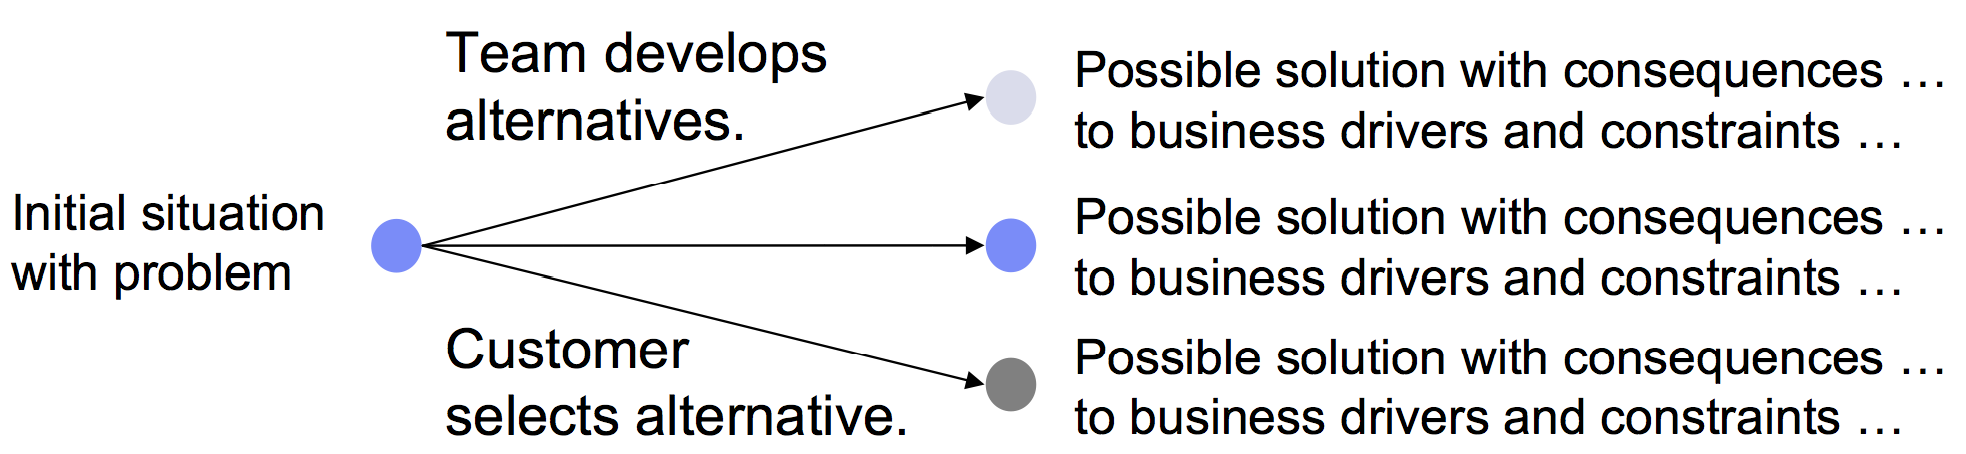 Team develops
alternatives.
Initial situation
with problem
Customer
selects alternative.
Possible solution with consequences …
to business drivers and constraints …
Possible solution with consequences …
to business drivers and constraints …
Possible solution with consequences …
to business drivers and constraints …